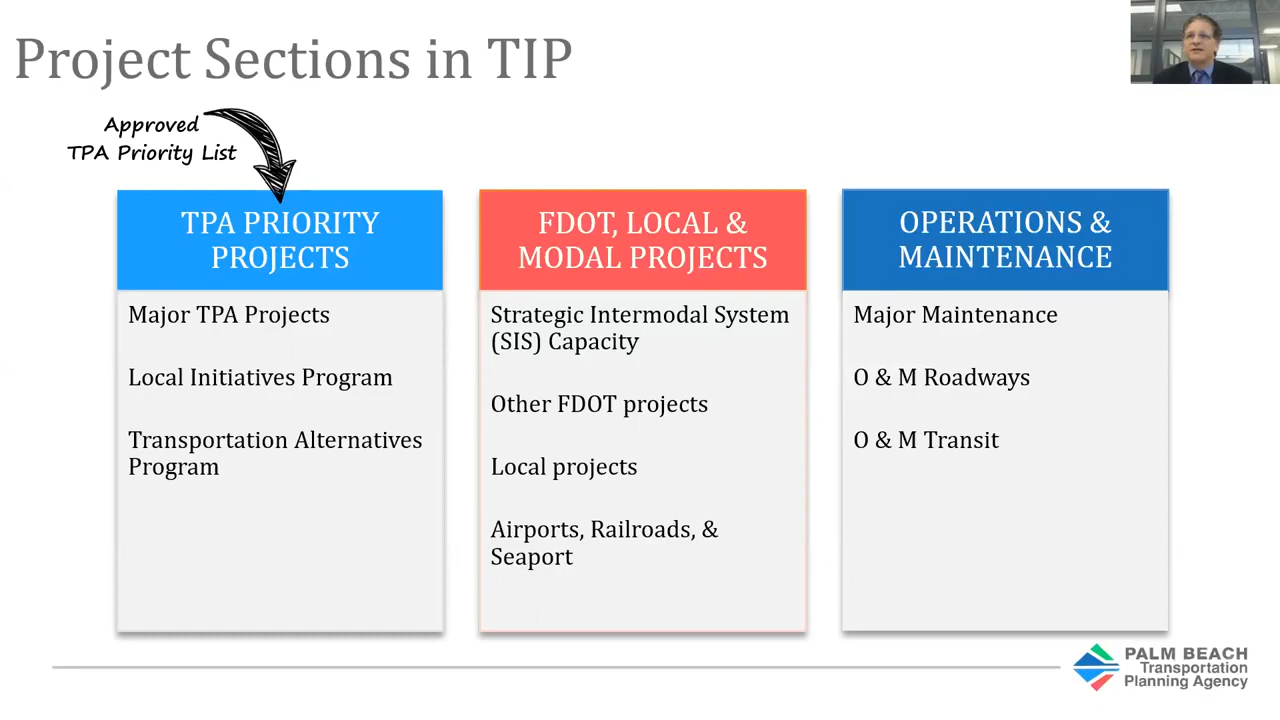 Project Sections in TIP
Approved
TPA Priority List
TPA PRIORITY
PROJECTS
Major TPA Projects
Local Initiatives Program
Transportation Alternatives
Program
FDOT, LOCAL &
MODAL PROJECTS
Strategic Intermodal System
(SIS) Capacity
Other FDOT projects
Local projects
Airports, Railroads, &
Seaport
OPERATIONS &
MAINTENANCE
Major Maintenance
O & M Roadways
O & M Transit
PALM BEACH
Transportation
Planning Agency